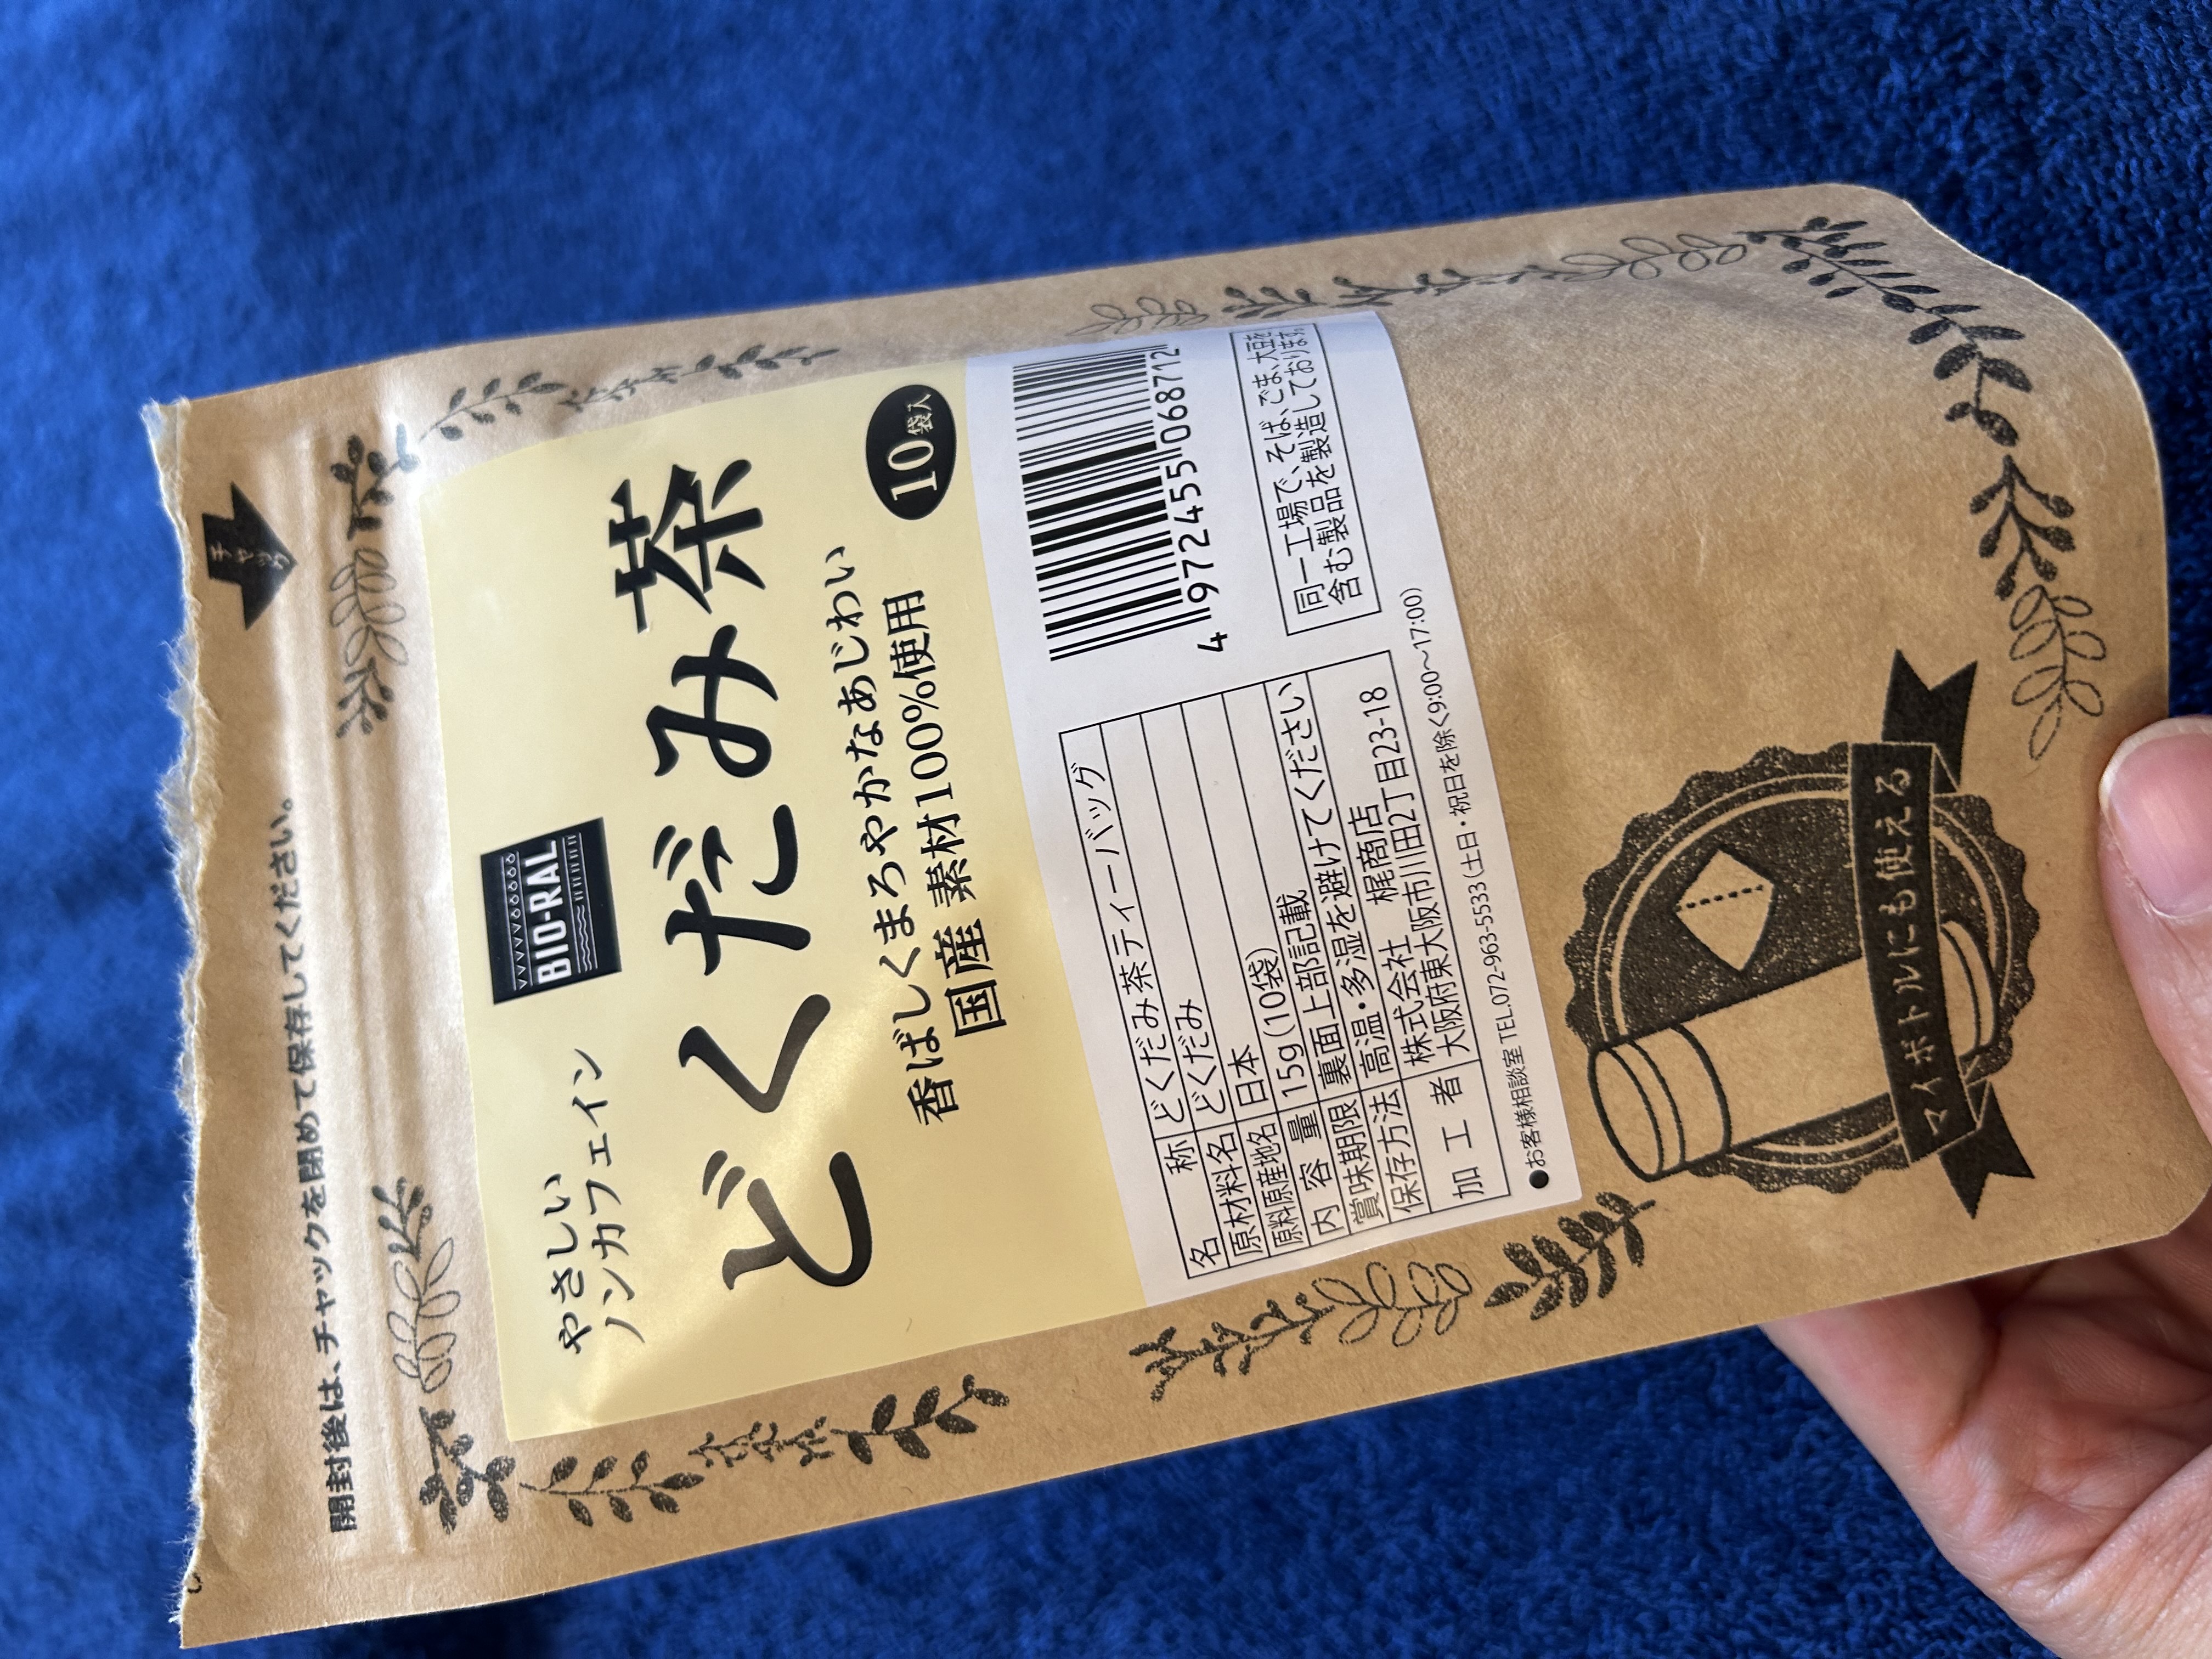 チャック
開封後は、チャックを閉めて保存してください。
やさしい
ノンカフェイン
BIO-RAL
どくだみ茶
香ばしくまろやかなあじわい
国産 素材100%使用
10袋入
名称 どくだみ茶ティーバッグ
原材料名 どくだみ
原料原産地名 日本
内容量 15g(10袋)
賞味期限 裏面上部記載
保存方法 高温・多湿を避けてください
加工者 株式会社 梶商店
大阪府東大阪市川田2丁目23-18
●お客様相談室 TEL.072-963-5533(土日・祝日を除く9:00～17:00)
4 972455 068712
同一工場で、そば、ごま、大豆を
含む製品を製造しております
マイボトルにも使える